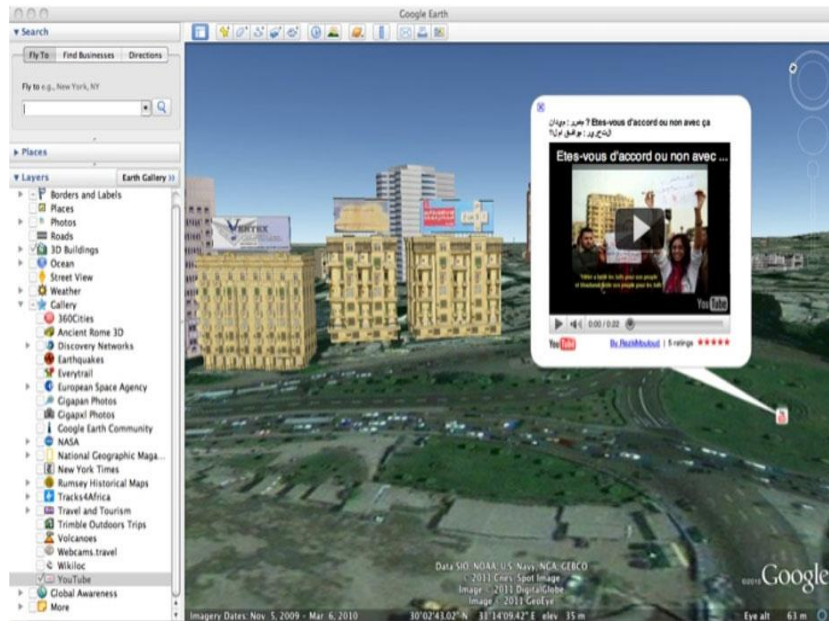 Google Earth
▼ Search
Fly To Find Businesses Directions
Fly to e.g., New York, NY
▶ Places
▼ Layers Earth Gallery >>
Borders and Labels
Places
Photos
Roads
3D Buildings
Ocean
Street View
Weather
Gallery
360Cities
Ancient Rome 3D
Discovery Networks
Earthquakes
Everytrail
European Space Agency
Gigapan Photos
Gigapxl Photos
Google Earth Community
NASA
National Geographic Maga...
New York Times
Rumsey Historical Maps
Tracks4Africa
Travel and Tourism
Trimble Outdoors Trips
Volcanoes
Webcams.travel
Wikiloc
YouTube
Global Awareness
More
VERTEX
Etes-vous d'accord ou non avec ça ?
Etes-vous d'accord ou non avec ...
YouTube
0:00 / 0:22
YouTube By RezkiMouloud | 5 ratings
Data SIO, NOAA, U.S. Navy, NGA, GEBCO
© 2011 Cnes/Spot Image
Image © 2011 DigitalGlobe
Image © 2011 GeoEye
©2010 Google
Imagery Dates: Nov 5, 2009 - Mar 6, 2010 30°02'43.02" N 31°14'09.42" E elev 35 m Eye alt 63 m